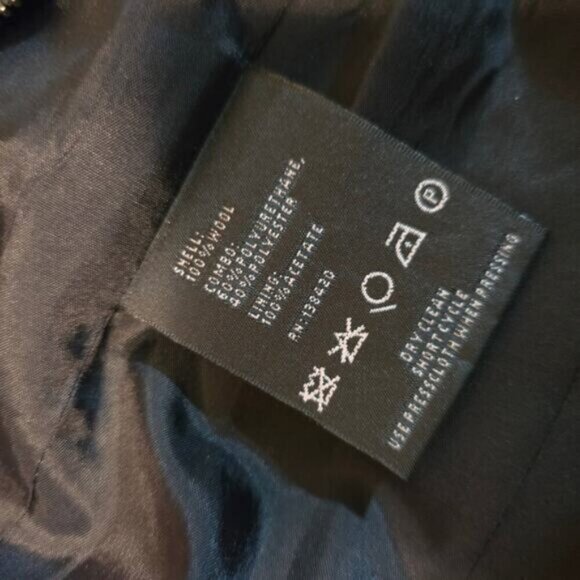 SHELL:
100% WOOL
COMBO:
60% POLYURETHANE,
40% POLYESTER
LINING:
100% ACETATE
RN: 138420
P
DRY CLEAN
SHORT CYCLE
USE PRESSCLOTH WHEN PRESSING